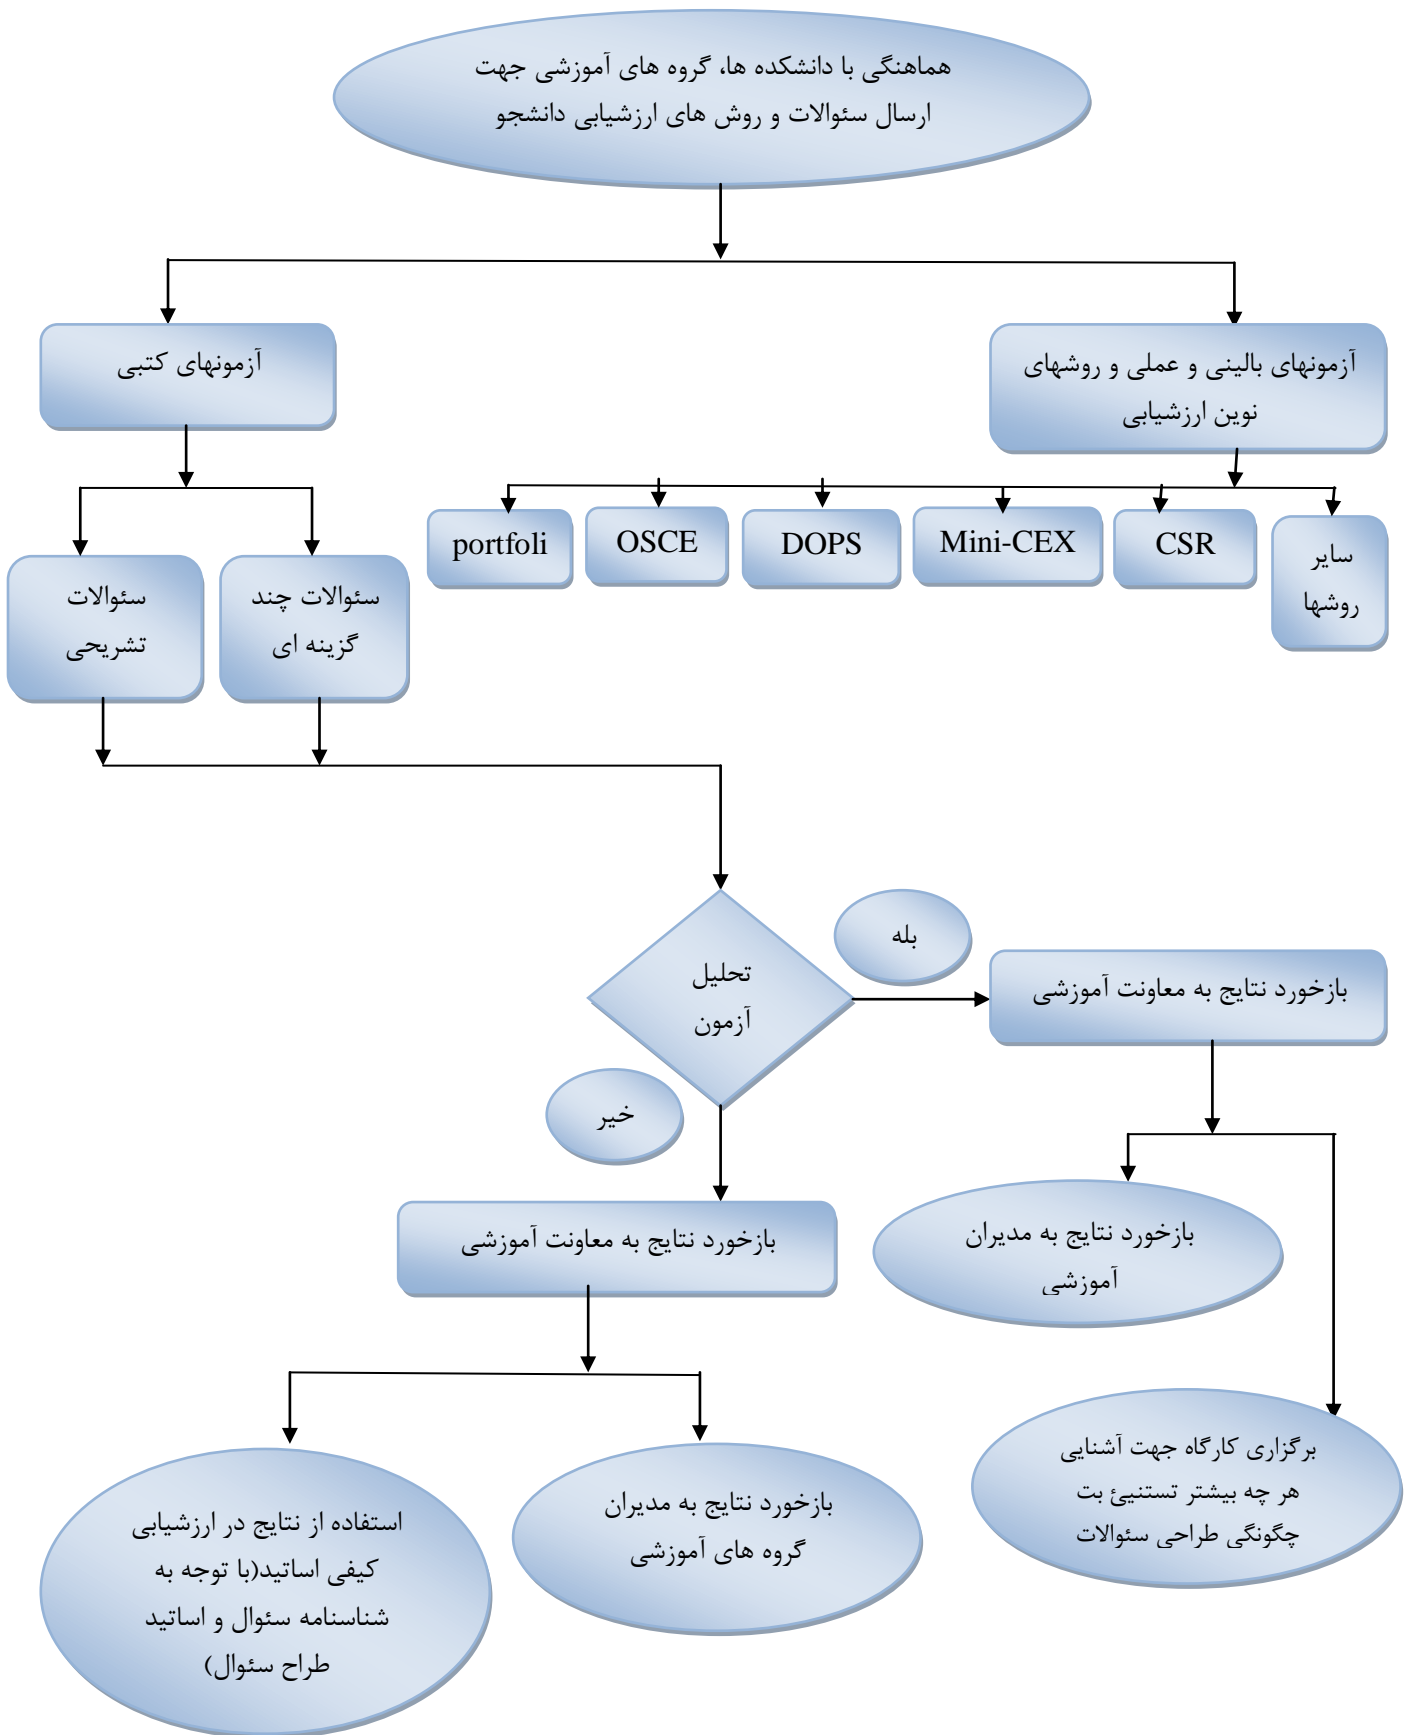 هماهنگی با دانشکده ها، گروه های آموزشی جهت
ارسال سئوالات و روش های ارزشیابی دانشجو
آزمونهای بالینی و عملی و روشهای
نوین ارزشیابی
آزمونهای کتبی
سایر
روشها
CSR
Mini-CEX
DOPS
OSCE
portfoli
سئوالات چند
گزینه ای
سئوالات
تشریحی
تحلیل
آزمون
بله
بازخورد نتایج به معاونت آموزشی
خیر
بازخورد نتایج به معاونت آموزشی
بازخورد نتایج به مدیران
آموزشی
برگزاری کارگاه جهت آشنایی
هر چه بیشتر تستنیئ بت
چگونگی طراحی سئوالات
بازخورد نتایج به مدیران
گروه های آموزشی
استفاده از نتایج در ارزشیابی
کیفی اساتید(با توجه به
شناسنامه سئوال و اساتید
طراح سئوال)